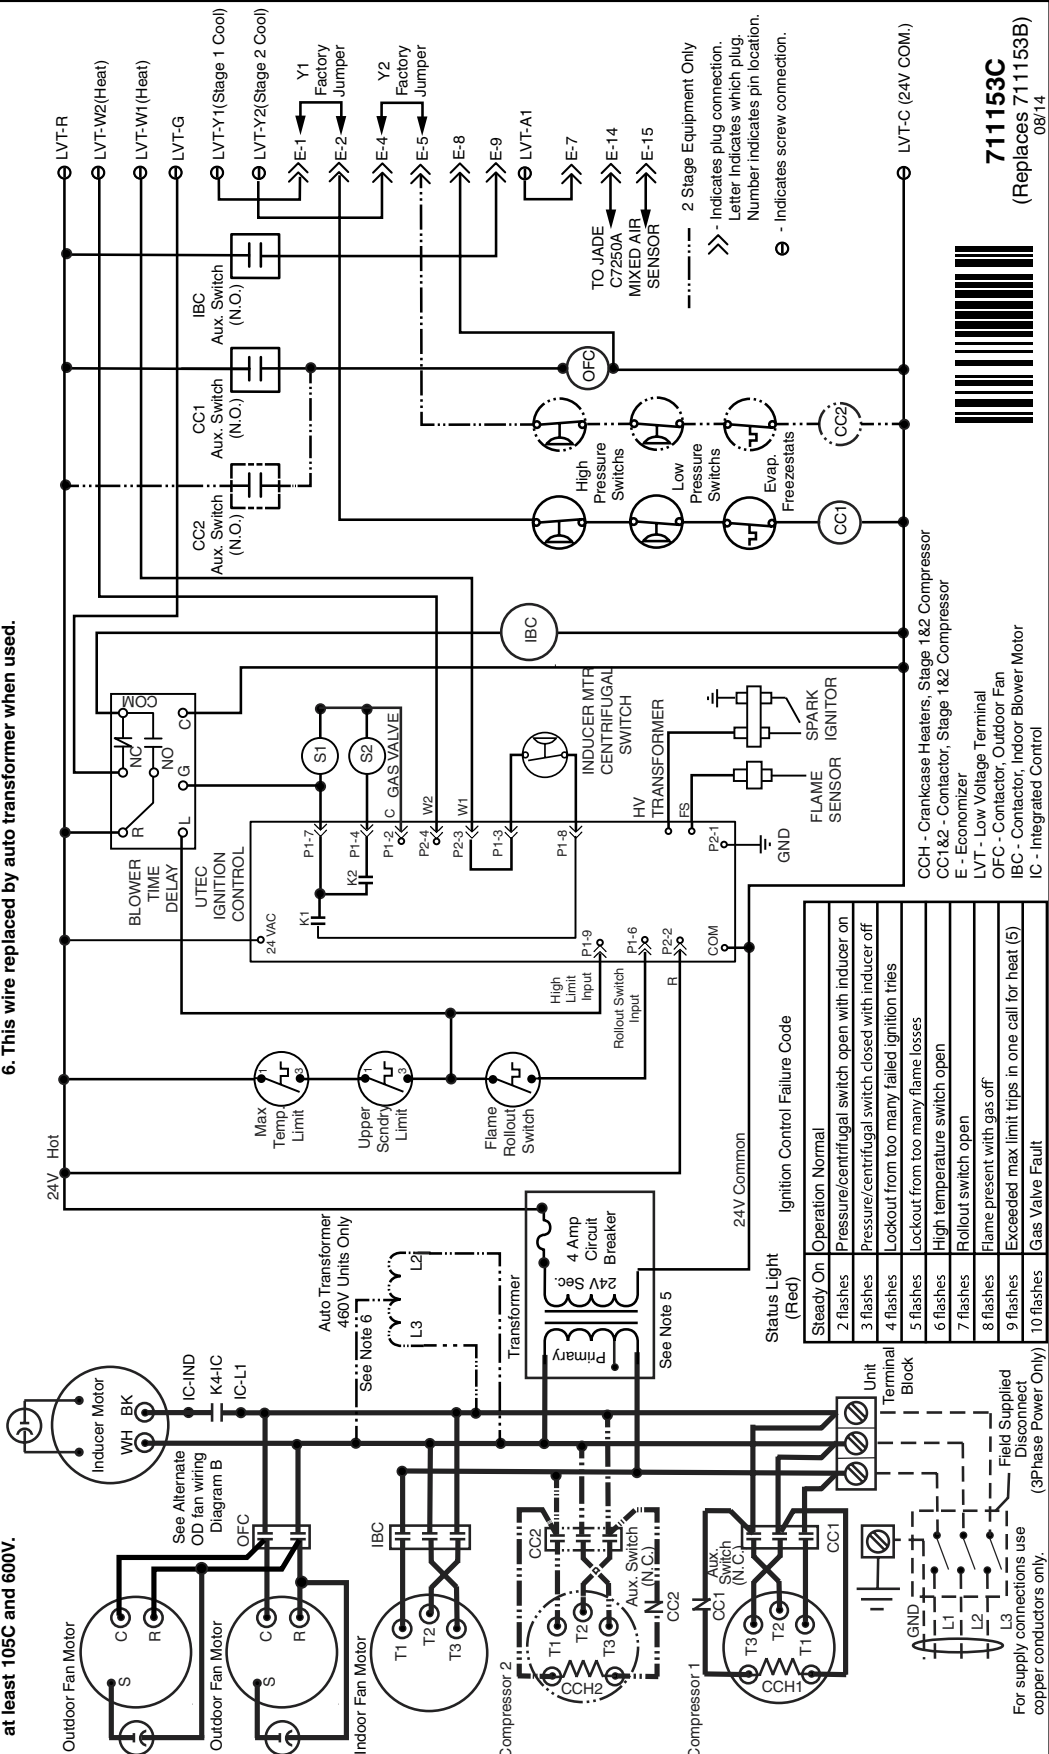 at least 105C and 600V.
6. This wire replaced by auto transformer when used.
Outdoor Fan Motor
S
C
R
Outdoor Fan Motor
S
C
R
Indoor Fan Motor
T1
T2
T3
Compressor 2
T1
T2
T3
CCH2
Compressor 1
T3
T2
T1
CCH1
Inducer Motor
WH
BK
IC-IND
K4-IC
IC-L1
See Alternate
OD fan wiring
Diagram B
OFC
IBC
CC2
Aux. Switch
(N.C.)
CC2
CC1
Aux.
Switch
(N.C.)
CC1
GND
L1
L2
L3
For supply connections use
copper conductors only.
Unit
Terminal
Block
Field Supplied
Disconnect
(3Phase Power Only)
Auto Transformer
460V Units Only
See Note 6
L3
L2
Transformer
Primary
24V Sec.
4 Amp
Circuit
Breaker
See Note 5
24V Hot
24V Common
Max
Temp.
Limit
1
3
Upper
Scndry
Limit
1
3
Flame
Rollout
Switch
High
Limit
Input
Rollout Switch
Input
R
BLOWER
TIME
DELAY
R
L
G
C
NC
NO
COM
UTEC
IGNITION
CONTROL
24 VAC
K1
K2
P1-7
P1-4
P1-2
C
P2-4
W2
P2-3
W1
P1-3
P1-8
P1-9
P1-6
P2-2
COM
P2-1
GND
FS
HV
TRANSFORMER
S1
S2
GAS VALVE
INDUCER MTR
CENTRIFUGAL
SWITCH
SPARK
IGNITOR
FLAME
SENSOR
IBC
CC2
Aux. Switch
(N.O.)
CC1
Aux. Switch
(N.O.)
IBC
Aux. Switch
(N.O.)
High
Pressure
Switchs
Low
Pressure
Switchs
Evap.
Freezestats
CC1
CC2
OFC
LVT-R
LVT-W2(Heat)
LVT-W1(Heat)
LVT-G
LVT-Y1(Stage 1 Cool)
LVT-Y2(Stage 2 Cool)
E-1
Y1
Factory
Jumper
E-2
E-4
Y2
Factory
Jumper
E-5
E-8
E-9
LVT-A1
E-7
E-14
E-15
TO JADE
C7250A
MIXED AIR
SENSOR
LVT-C (24V COM.)
2 Stage Equipment Only
- Indicates plug connection.
Letter Indicates which plug.
Number indicates pin location.
- Indicates screw connection.
Status Light
(Red)
Ignition Control Failure Code
Steady On Operation Normal
2 flashes Pressure/centrifugal switch open with inducer on
3 flashes Pressure/centrifugal switch closed with inducer off
4 flashes Lockout from too many failed ignition tries
5 flashes Lockout from too many flame losses
6 flashes High temperature switch open
7 flashes Rollout switch open
8 flashes Flame present with gas off
9 flashes Exceeded max limit trips in one call for heat (5)
10 flashes Gas Valve Fault
CCH - Crankcase Heaters, Stage 1&2 Compressor
CC1&2 - Contactor, Stage 1&2 Compressor
E - Economizer
LVT - Low Voltage Terminal
OFC - Contactor, Outdoor Fan
IBC - Contactor, Indoor Blower Motor
IC - Integrated Control
711153C
(Replaces 711153B)
08/14